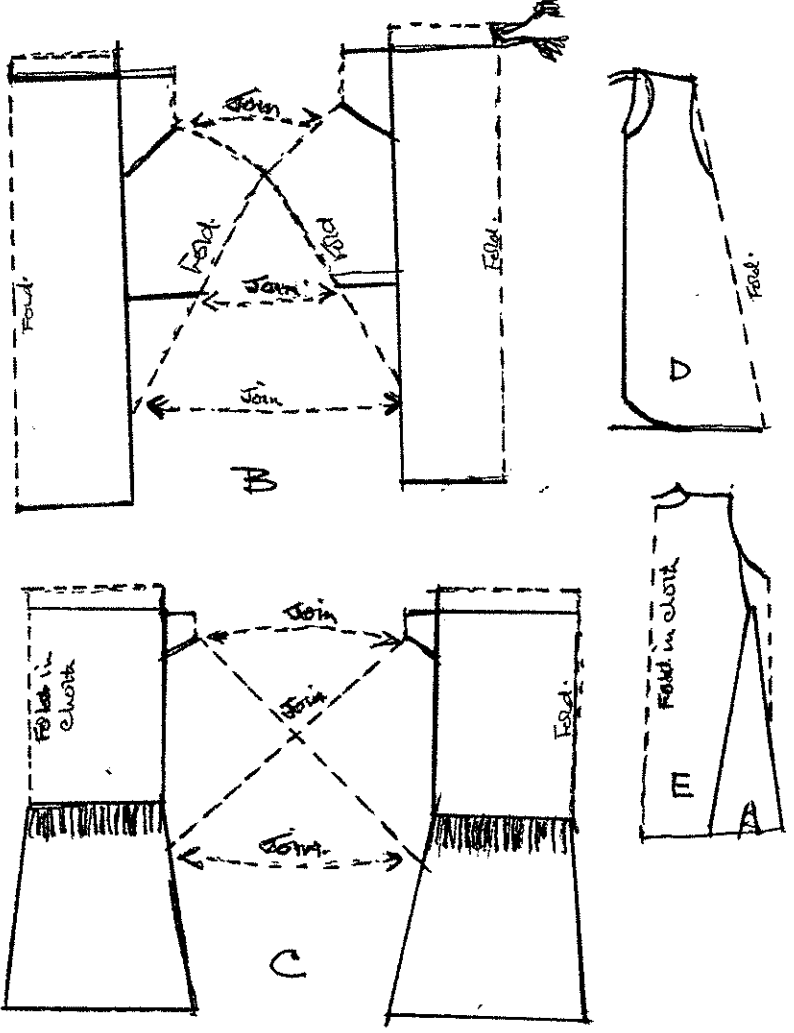 Join
Fold.
Fold
Fold.
Join.
Fold.
Join
B
Fold.
D
Join
Join
Fold in
cloth
Fold.
Join.
C
Fold in cloth
E